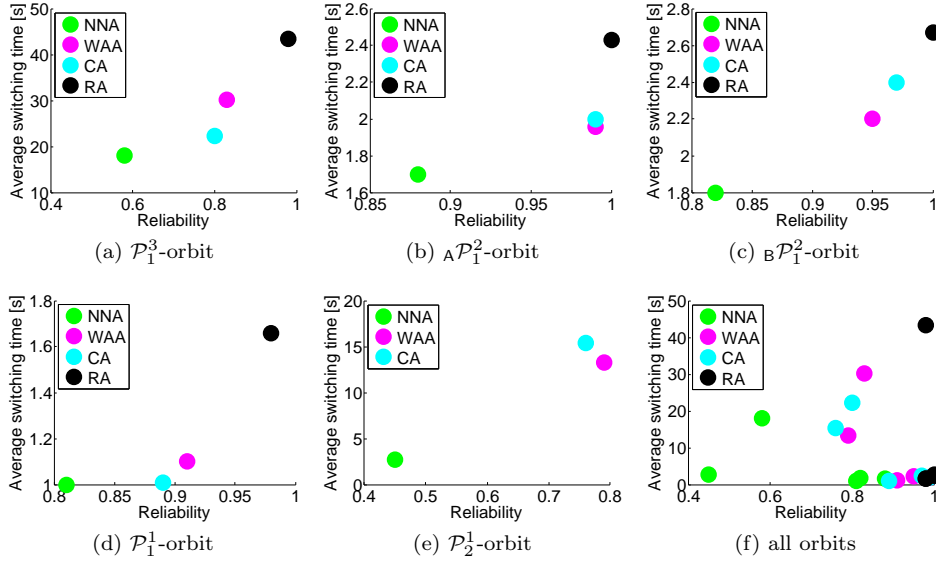 Average switching time [s]
50
40
30
20
10
NNA
WAA
CA
RA
0.4 0.6 0.8 1
Reliability
(a) 𝒫₁³-orbit
Average switching time [s]
2.6
2.4
2.2
2
1.8
1.6
NNA
WAA
CA
RA
0.85 0.9 0.95 1
Reliability
(b) ₐ𝒫₁²-orbit
Average switching time [s]
2.8
2.6
2.4
2.2
2
1.8
NNA
WAA
CA
RA
0.8 0.85 0.9 0.95 1
Reliability
(c) B𝒫₁²-orbit
Average switching time [s]
1.8
1.6
1.4
1.2
1
NNA
WAA
CA
RA
0.8 0.85 0.9 0.95 1
Reliability
(d) 𝒫₁¹-orbit
Average switching time [s]
20
15
10
5
0
NNA
WAA
CA
0.4 0.5 0.6 0.7 0.8
Reliability
(e) 𝒫₂¹-orbit
Average switching time [s]
50
40
30
20
10
0
NNA
WAA
CA
RA
0.4 0.6 0.8 1
Reliability
(f) all orbits